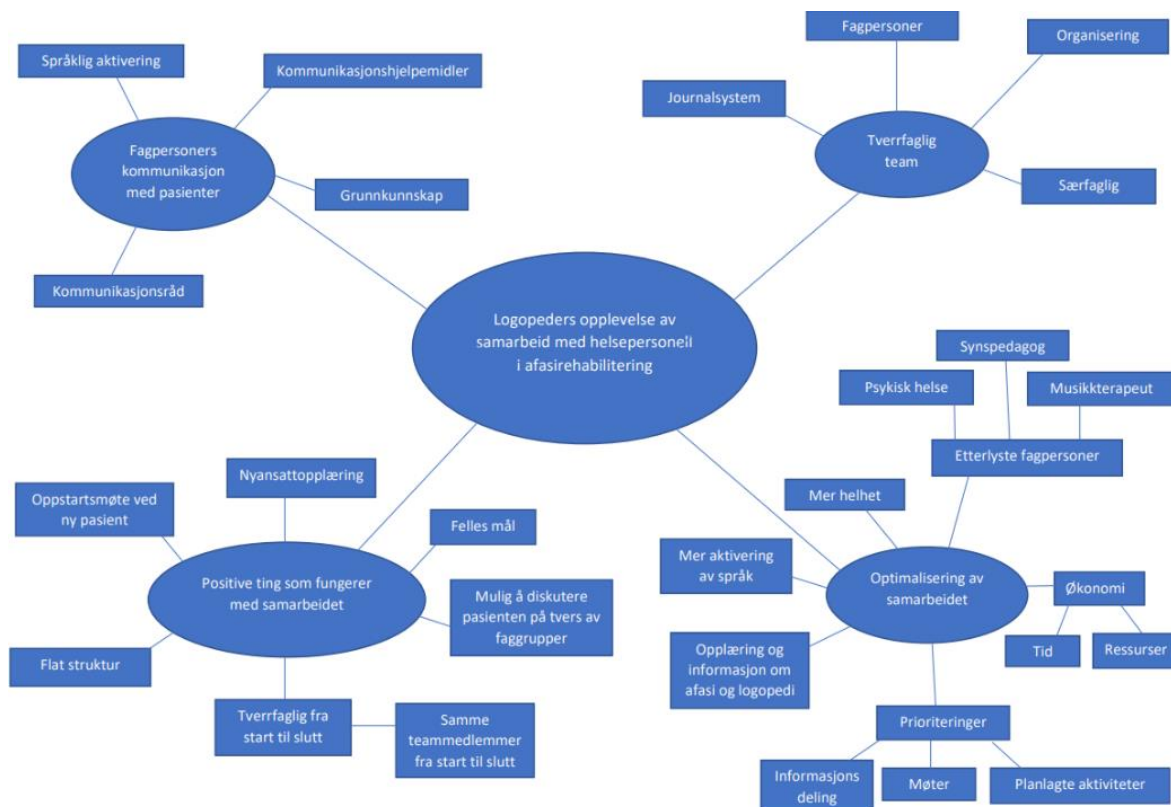 Språklig aktivering
Kommunikasjonshjelpemidler
Fagpersoners
kommunikasjon
med pasienter
Grunnkunnskap
Kommunikasjonsråd
Fagpersoner
Organisering
Journalsystem
Tverrfaglig
team
Særfaglig
Logopeders opplevelse av
samarbeid med helsepersonell
i afasirehabilitering
Synspedagog
Psykisk helse
Musikkterapeut
Etterlyste fagpersoner
Mer helhet
Mer aktivering
av språk
Optimalisering av
samarbeidet
Økonomi
Tid
Ressurser
Opplæring og
informasjon om
afasi og logopedi
Prioriteringer
Informasjons
deling
Møter
Planlagte aktiviteter
Nyansattopplæring
Oppstartsmøte ved
ny pasient
Felles mål
Positive ting som fungerer
med samarbeidet
Mulig å diskutere
pasienten på tvers av
faggrupper
Flat struktur
Tverrfaglig fra
start til slutt
Samme
teammedlemmer
fra start til slutt